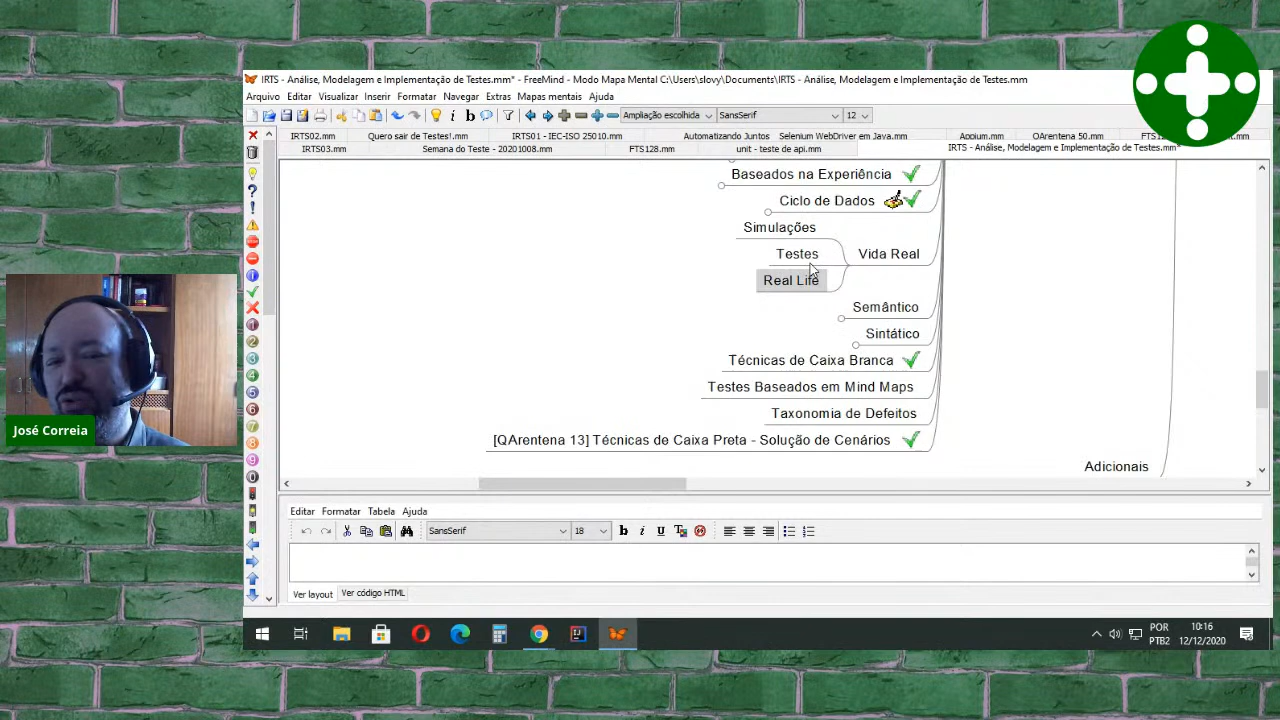 IRTS - Análise, Modelagem e Implementação de Testes.mm* - FreeMind - Modo Mapa Mental C:\Users\slovy\Documents\IRTS - Análise, Modelagem e Implementação de Testes.mm)
Arquivo Editar Visualizar Inserir Formatar Navegar Extras Mapas mentais Ajuda
Ampliação escolhida SansSerif 12
IRTS02.mm Quero sair de Testes!.mm IRTS01 - IEC-ISO 25010.mm Automatizando Juntos Selenium WebDriver em Java.mm Appium.mm QArentena 50.mm
IRTS03.mm Semana do Teste - 20201008.mm FTS128.mm unit - teste de api.mm IRTS - Análise, Modelagem e Implementação de Testes.mm*
Baseados na Experiência
Ciclo de Dados
Simulações
Testes Vida Real
Real Life
Semântico
Sintático
Técnicas de Caixa Branca
Testes Baseados em Mind Maps
Taxonomia de Defeitos
[QArentena 13] Técnicas de Caixa Preta - Solução de Cenários
Adicionais
José Correia
Editar Formatar Tabela Ajuda
SansSerif 18
Ver layout Ver código HTML
POR
PTB2
10:16
12/12/2020